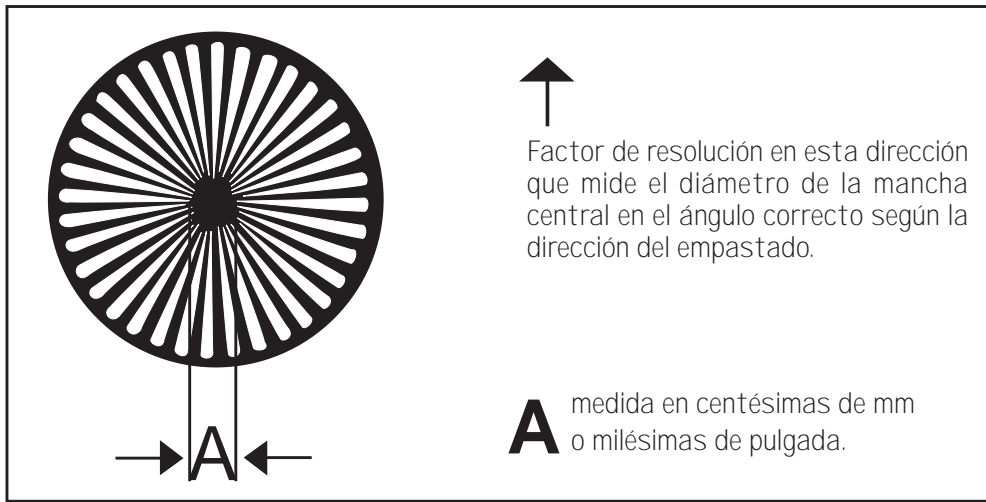 Factor de resolución en esta dirección
que mide el diámetro de la mancha
central en el ángulo correcto según la
dirección del empastado.
A
A medida en centésimas de mm
o milésimas de pulgada.